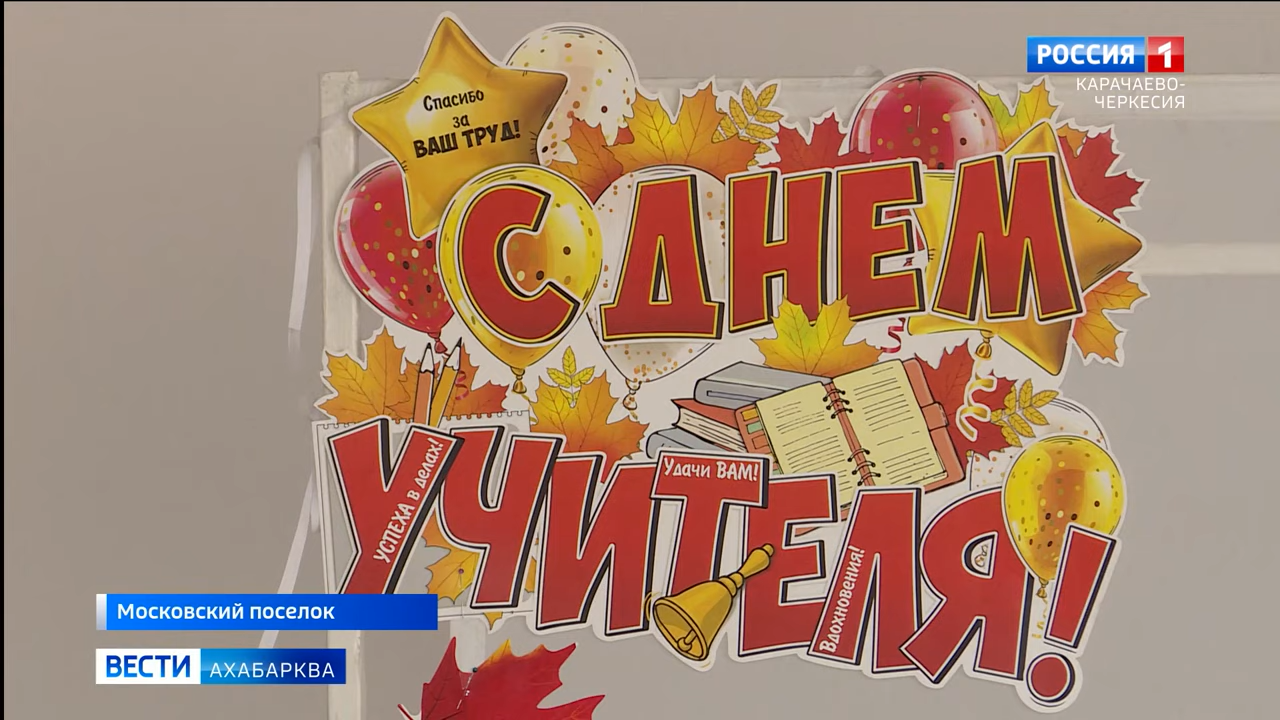 РОССИЯ 1
КАРАЧАЕВО-
ЧЕРКЕСИЯ
Спасибо
за
ВАШ ТРУД!
С ДНЕМ
УЧИТЕЛЯ!
УСПЕХА в делах!
Удачи ВАМ!
Вдохновения!
Московский поселок
ВЕСТИ АХАБАРКВА